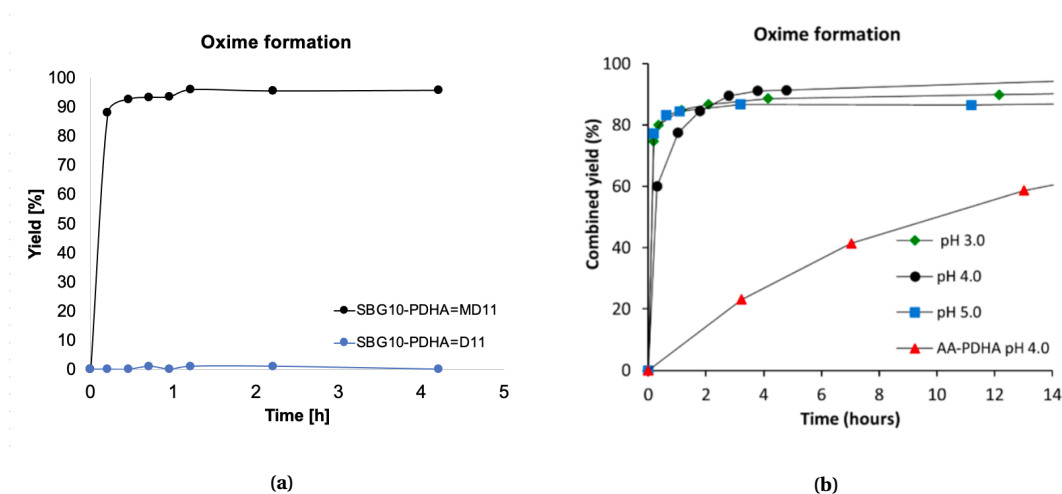 Oxime formation
100
90
80
70
60
50
40
30
20
10
0
Yield [%]
0 1 2 3 4 5
Time [h]
SBG10-PDHA=MD11
SBG10-PDHA=D11
(a)
Oxime formation
100
80
60
40
20
0
Combined yield (%)
0 2 4 6 8 10 12 14
Time (hours)
pH 3.0
pH 4.0
pH 5.0
AA-PDHA pH 4.0
(b)